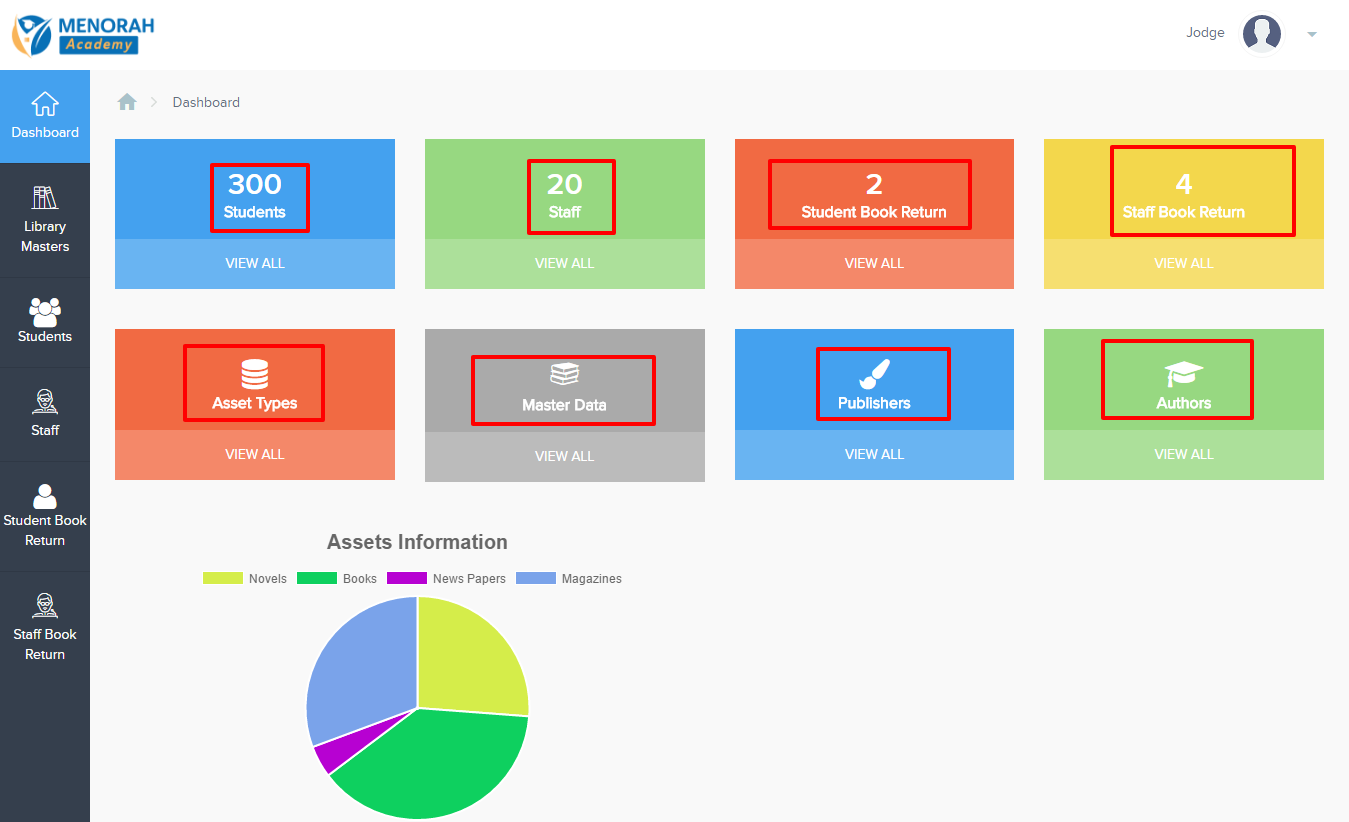 MENORAH
Academy
Jodge
Dashboard
Dashboard
Library
Masters
Students
Staff
Student Book
Return
Staff Book
Return
300
Students
VIEW ALL
20
Staff
VIEW ALL
2
Student Book Return
VIEW ALL
4
Staff Book Return
VIEW ALL
Asset Types
VIEW ALL
Master Data
VIEW ALL
Publishers
VIEW ALL
Authors
VIEW ALL
Assets Information
Novels Books News Papers Magazines